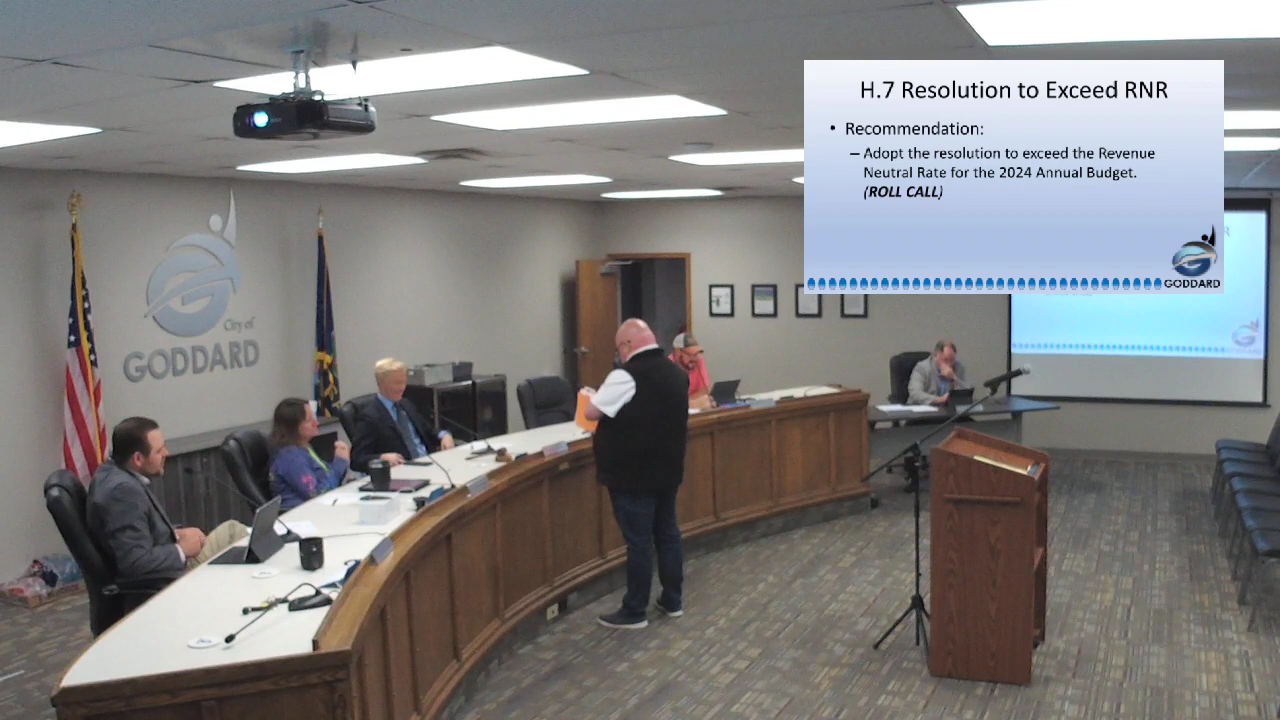 H.7 Resolution to Exceed RNR
• Recommendation:
– Adopt the resolution to exceed the Revenue
Neutral Rate for the 2024 Annual Budget.
(ROLL CALL)
GODDARD
City of
GODDARD